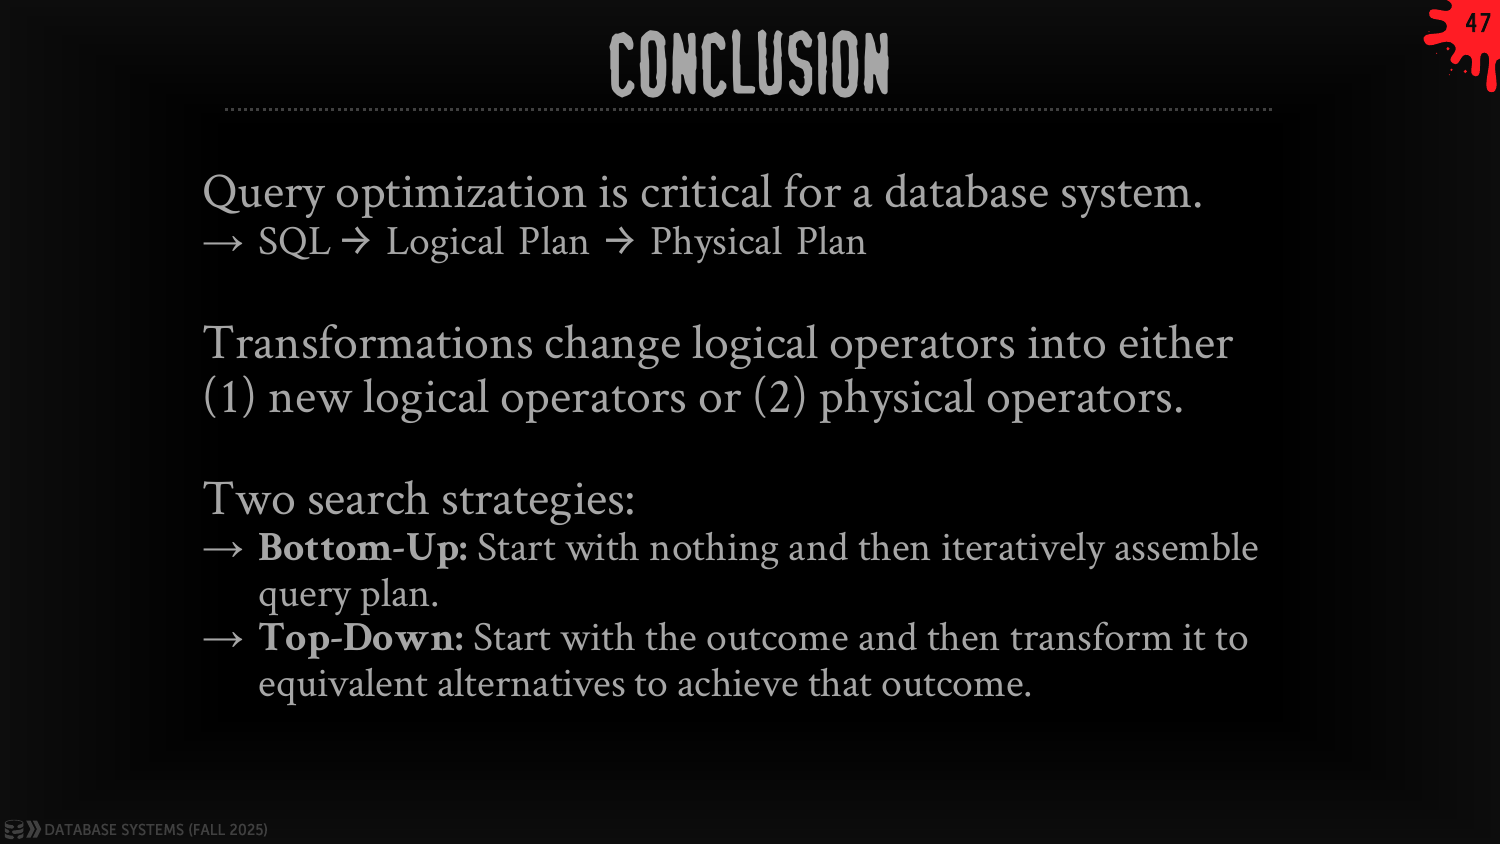 CONCLUSION
47
Query optimization is critical for a database system.
→ SQL → Logical Plan → Physical Plan
Transformations change logical operators into either
(1) new logical operators or (2) physical operators.
Two search strategies:
→ Bottom-Up: Start with nothing and then iteratively assemble
query plan.
→ Top-Down: Start with the outcome and then transform it to
equivalent alternatives to achieve that outcome.
DATABASE SYSTEMS (FALL 2025)